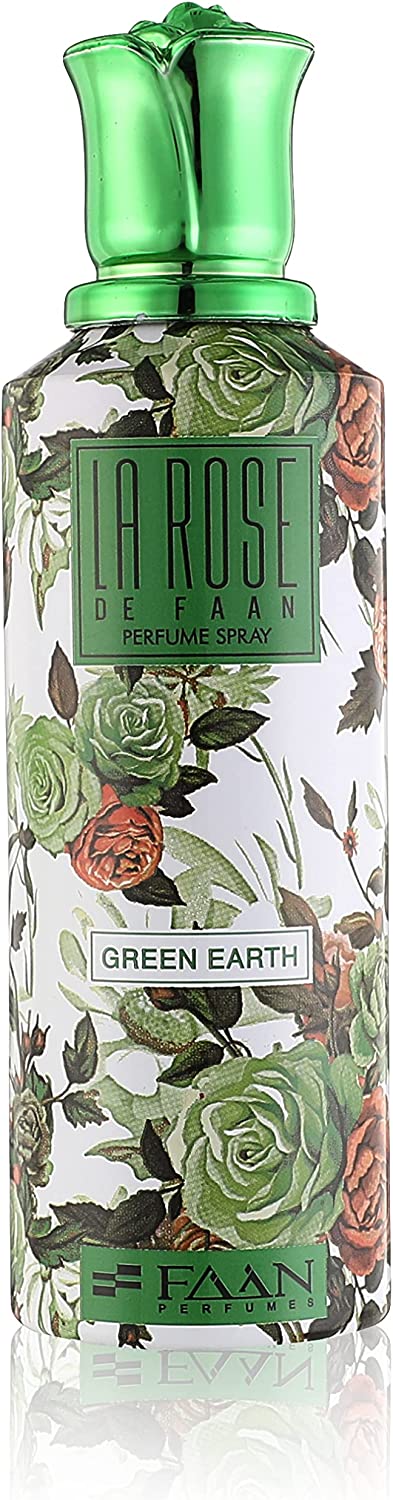 LA ROSE
DE FAAN
PERFUME SPRAY
GREEN EARTH
FAAN
PERFUMES